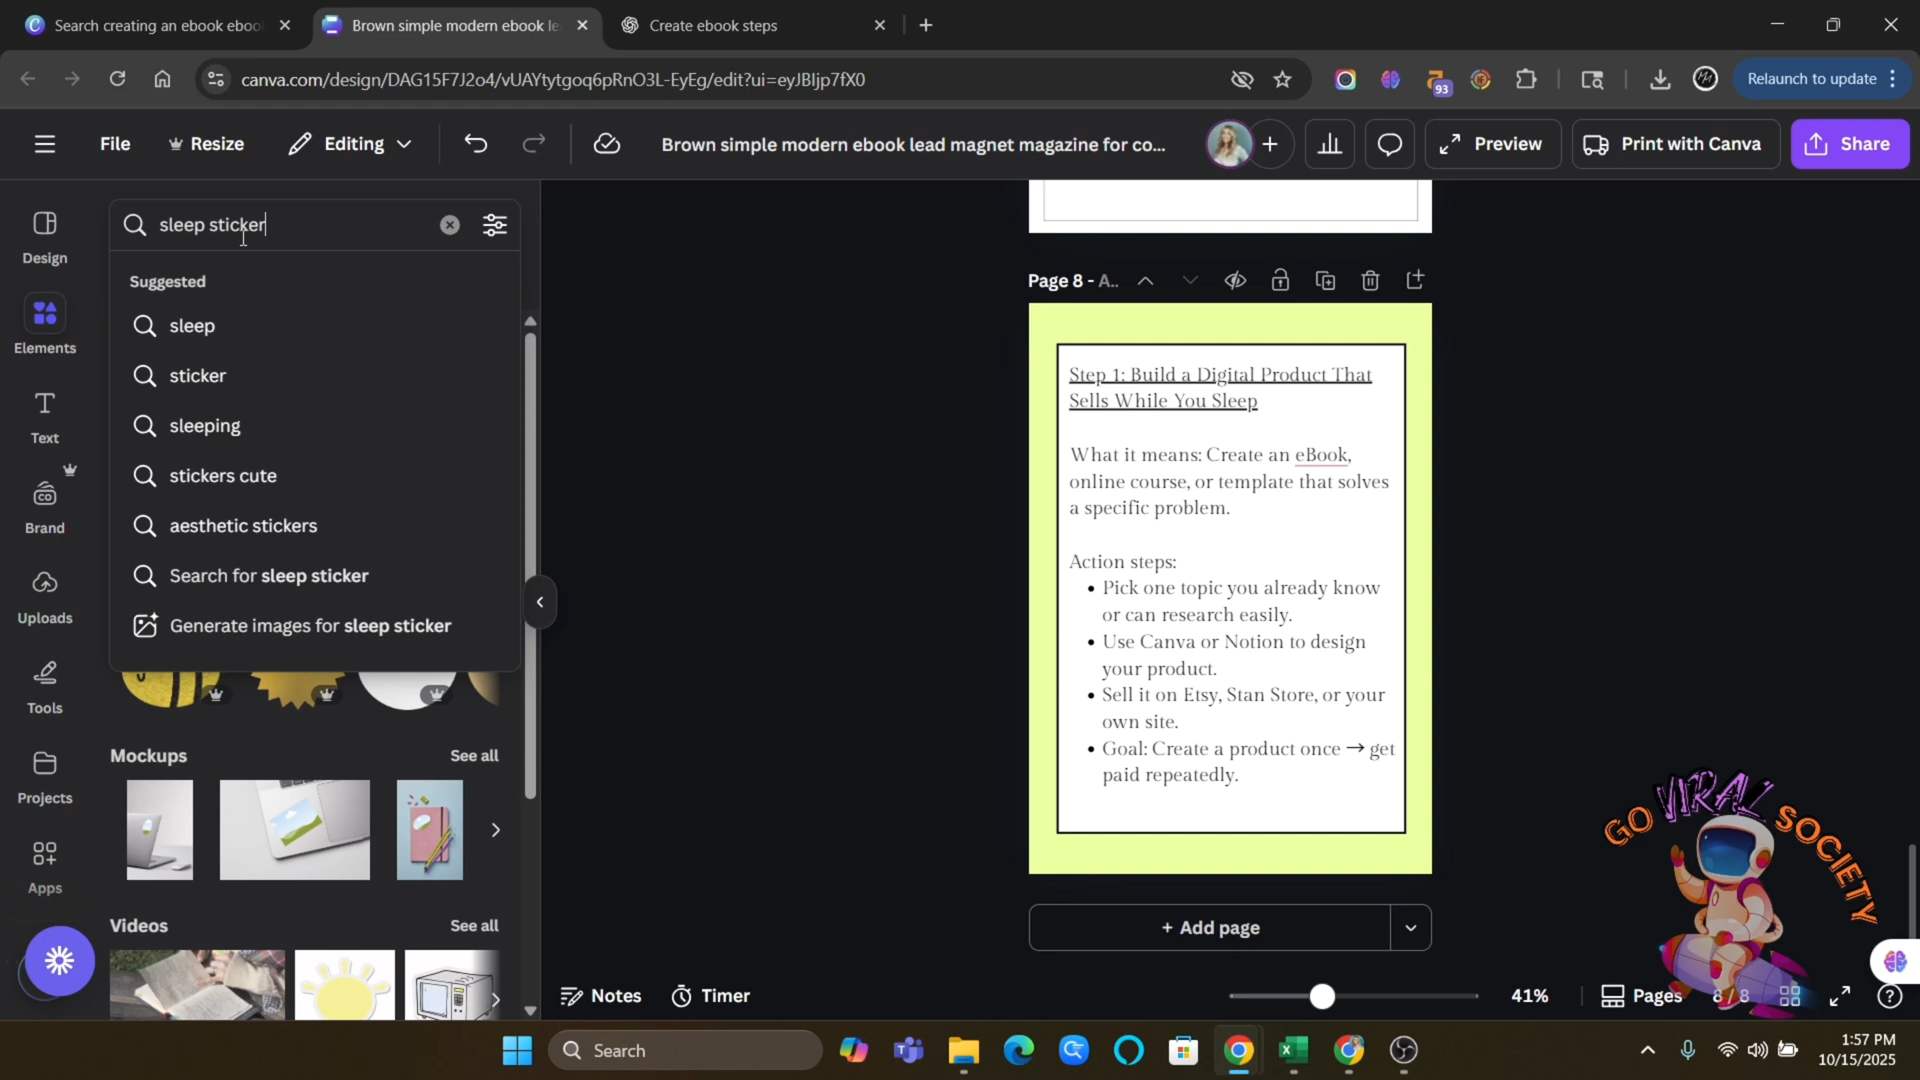 Search creating an ebook eboo
Brown simple modern ebook le
Create ebook steps
canva.com/design/DAG15F7J2o4/vUAYtytgoq6pRnO3L-EyEg/edit?ui=eyJBIjp7fX0
93
Relaunch to update
File
Resize
Editing
Brown simple modern ebook lead magnet magazine for co...
Preview
Print with Canva
Share
Design
Elements
Text
Brand
Uploads
Tools
Projects
Apps
sleep sticker
Suggested
sleep
sticker
sleeping
stickers cute
aesthetic stickers
Search for sleep sticker
Generate images for sleep sticker
Mockups
See all
Videos
See all
Page 8 - A..
Step 1: Build a Digital Product That
Sells While You Sleep
What it means: Create an eBook,
online course, or template that solves
a specific problem.
Action steps:
• Pick one topic you already know
or can research easily.
• Use Canva or Notion to design
your product.
• Sell it on Etsy, Stan Store, or your
own site.
• Goal: Create a product once → get
paid repeatedly.
+ Add page
GO VIRAL SOCIETY
Notes
Timer
41%
Pages
8 / 8
Search
1:57 PM
10/15/2025